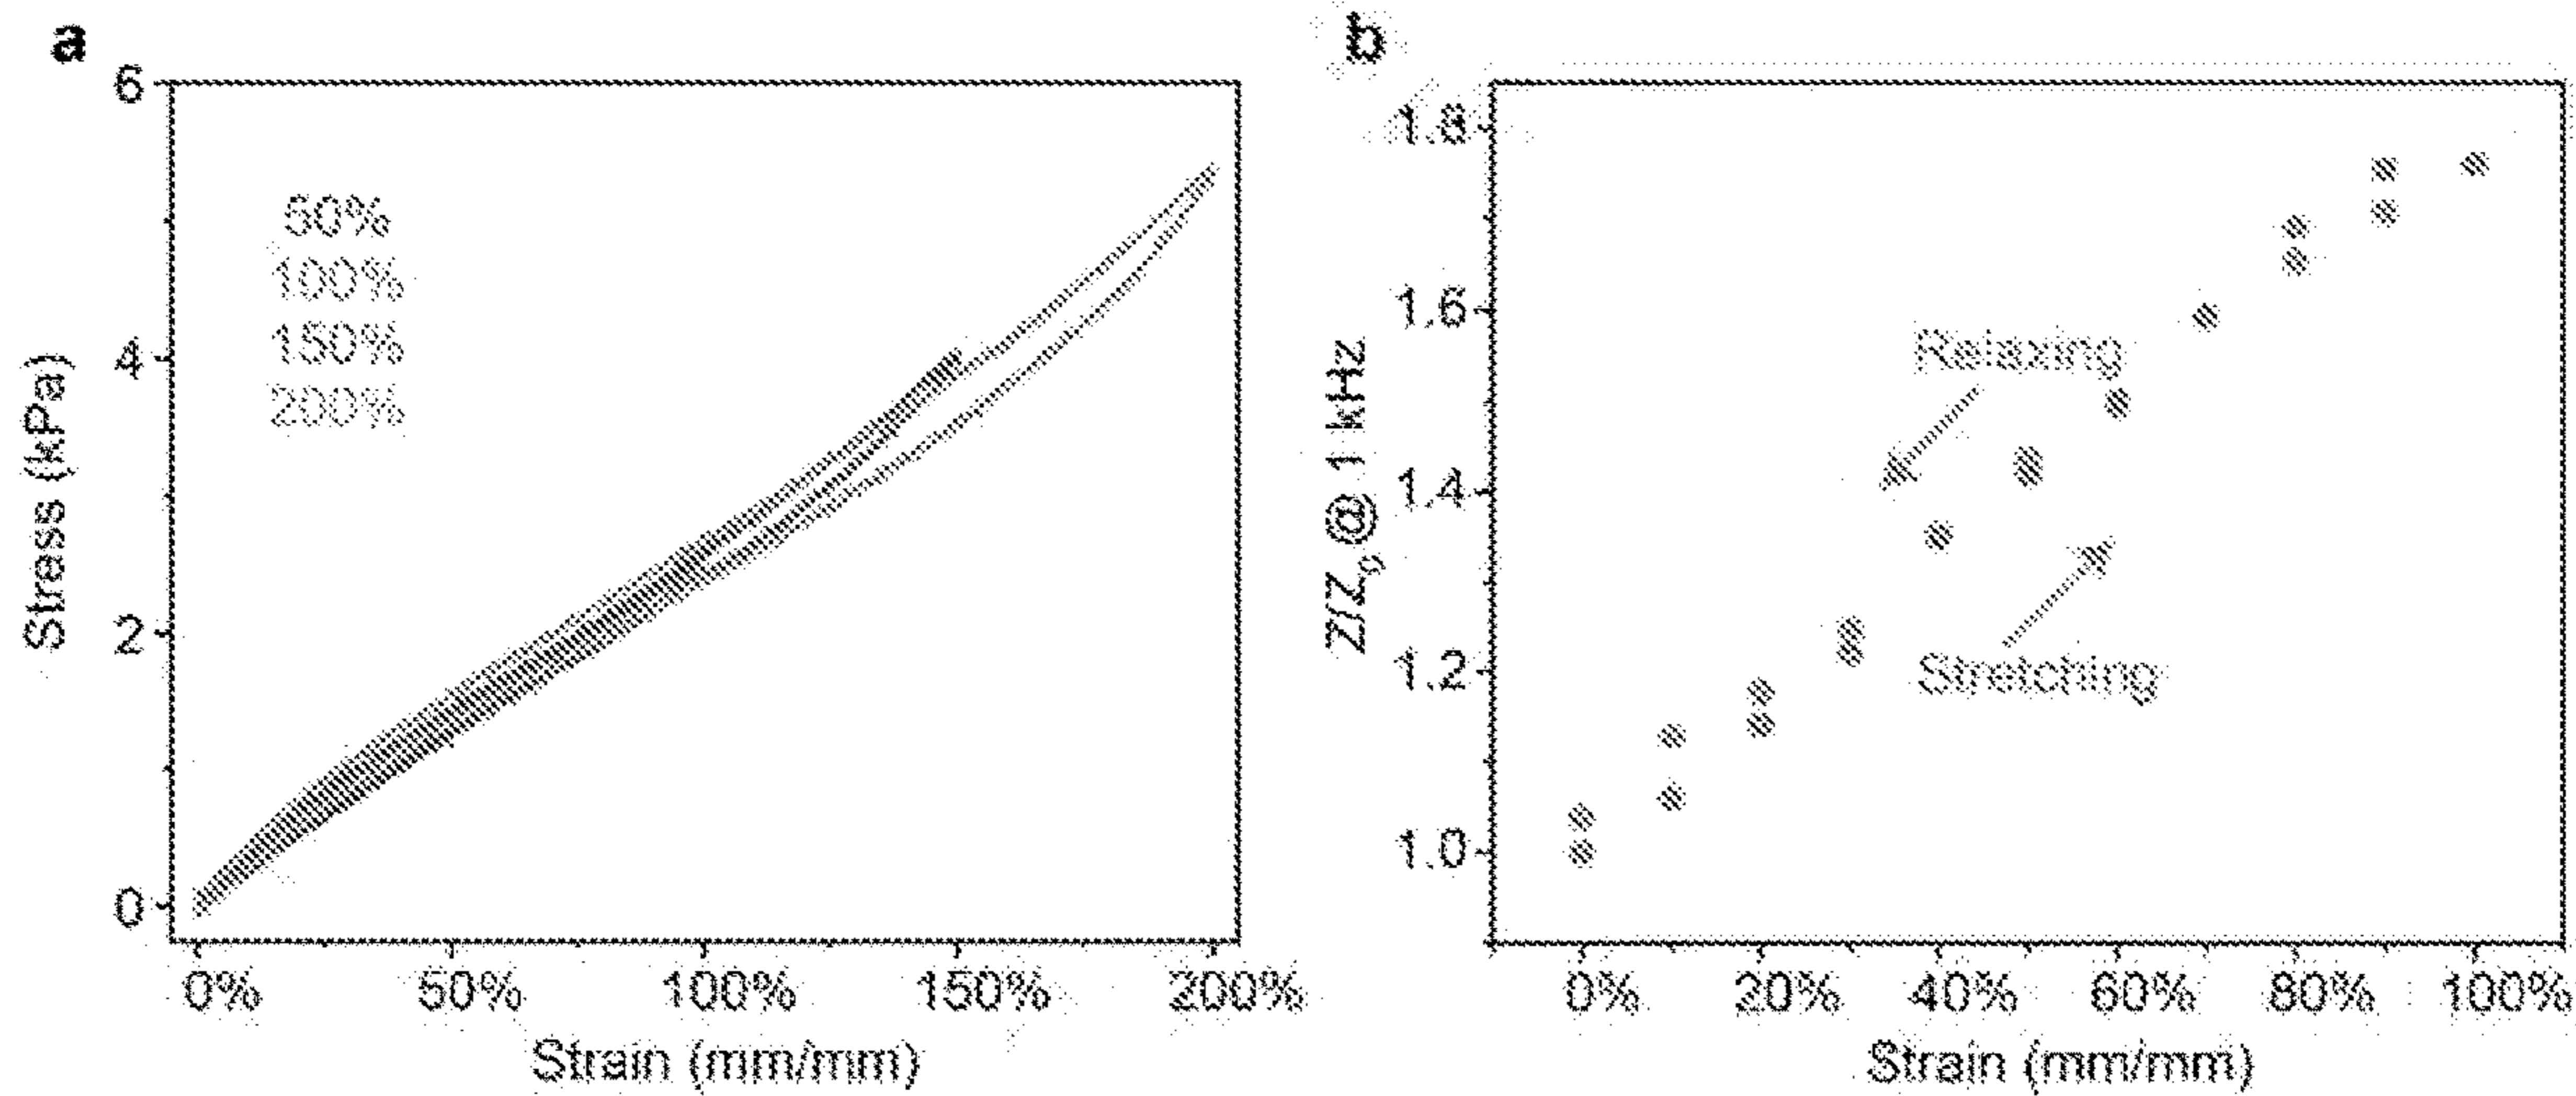 a
6
4
2
0
Stress (kPa)
50%
100%
150%
200%
0% 50% 100% 150% 200%
Strain (mm/mm)
b
1.8
1.6
1.4
1.2
1.0
Z/Z0 @ 1 kHz
Relaxing
Stretching
0% 20% 40% 60% 80% 100%
Strain (mm/mm)